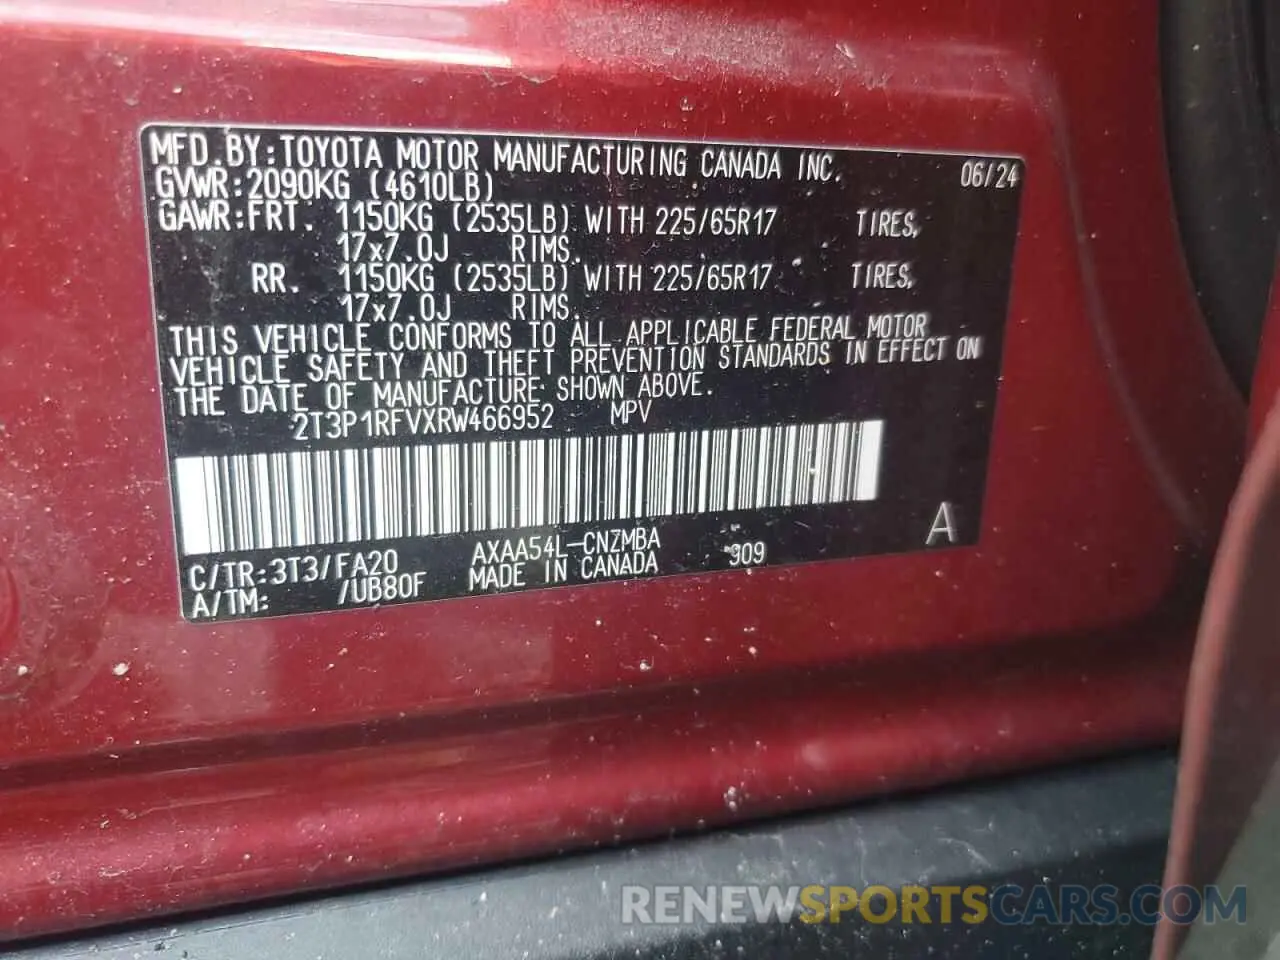 MFD.BY:TOYOTA MOTOR MANUFACTURING CANADA INC. 06/24
GVWR:2090KG (4610LB)
GAWR:FRT. 1150KG (2535LB) WITH 225/65R17 TIRES,
17x7.0J RIMS.
RR. 1150KG (2535LB) WITH 225/65R17 TIRES,
17x7.0J RIMS.
THIS VEHICLE CONFORMS TO ALL APPLICABLE FEDERAL MOTOR
VEHICLE SAFETY AND THEFT PREVENTION STANDARDS IN EFFECT ON
THE DATE OF MANUFACTURE SHOWN ABOVE.
2T3P1RFVXRW466952 MPV
A
C/TR:3T3/FA20 AXAA54L-CNZMBA 909
A/TM: /UB80F MADE IN CANADA
RENEWSPORTSCARS.COM